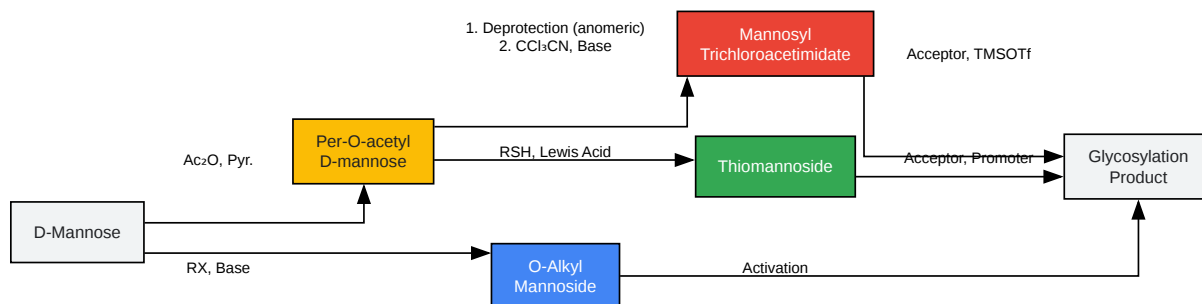 1. Deprotection (anomeric)
2. CCl₃CN, Base
Mannosyl
Trichloroacetimidate
Acceptor, TMSOTf
Ac₂O, Pyr.
Per-O-acetyl
D-mannose
RSH, Lewis Acid
Thiomannoside
Acceptor, Promoter
Glycosylation
Product
D-Mannose
RX, Base
O-Alkyl
Mannoside
Activation